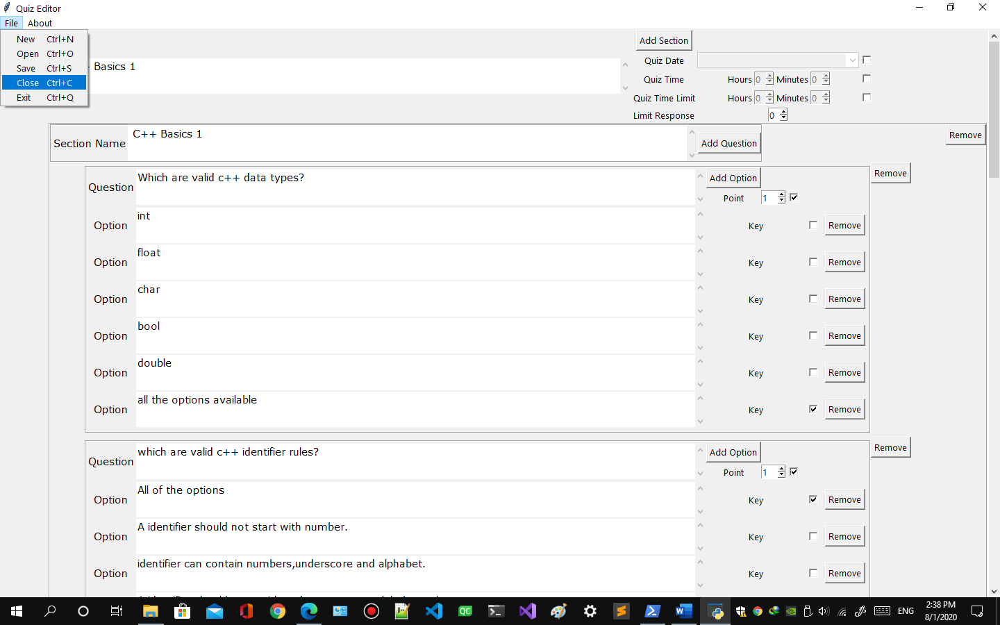 Quiz Editor
File About
New Ctrl+N
Open Ctrl+O
Save Ctrl+S
Close Ctrl+C
Exit Ctrl+Q
Basics 1
Add Section
Quiz Date
Quiz Time Hours 0 Minutes 0
Quiz Time Limit Hours 0 Minutes 0
Limit Response 0
Section Name C++ Basics 1 Add Question Remove
Question Which are valid c++ data types? Add Option Remove
Point 1
Option int Key Remove
Option float Key Remove
Option char Key Remove
Option bool Key Remove
Option double Key Remove
Option all the options available Key Remove
Question which are valid c++ identifier rules? Add Option Remove
Point 1
Option All of the options Key Remove
Option A identifier should not start with number. Key Remove
Option identifier can contain numbers,underscore and alphabet. Key Remove
QC
ENG 2:38 PM
8/1/2020